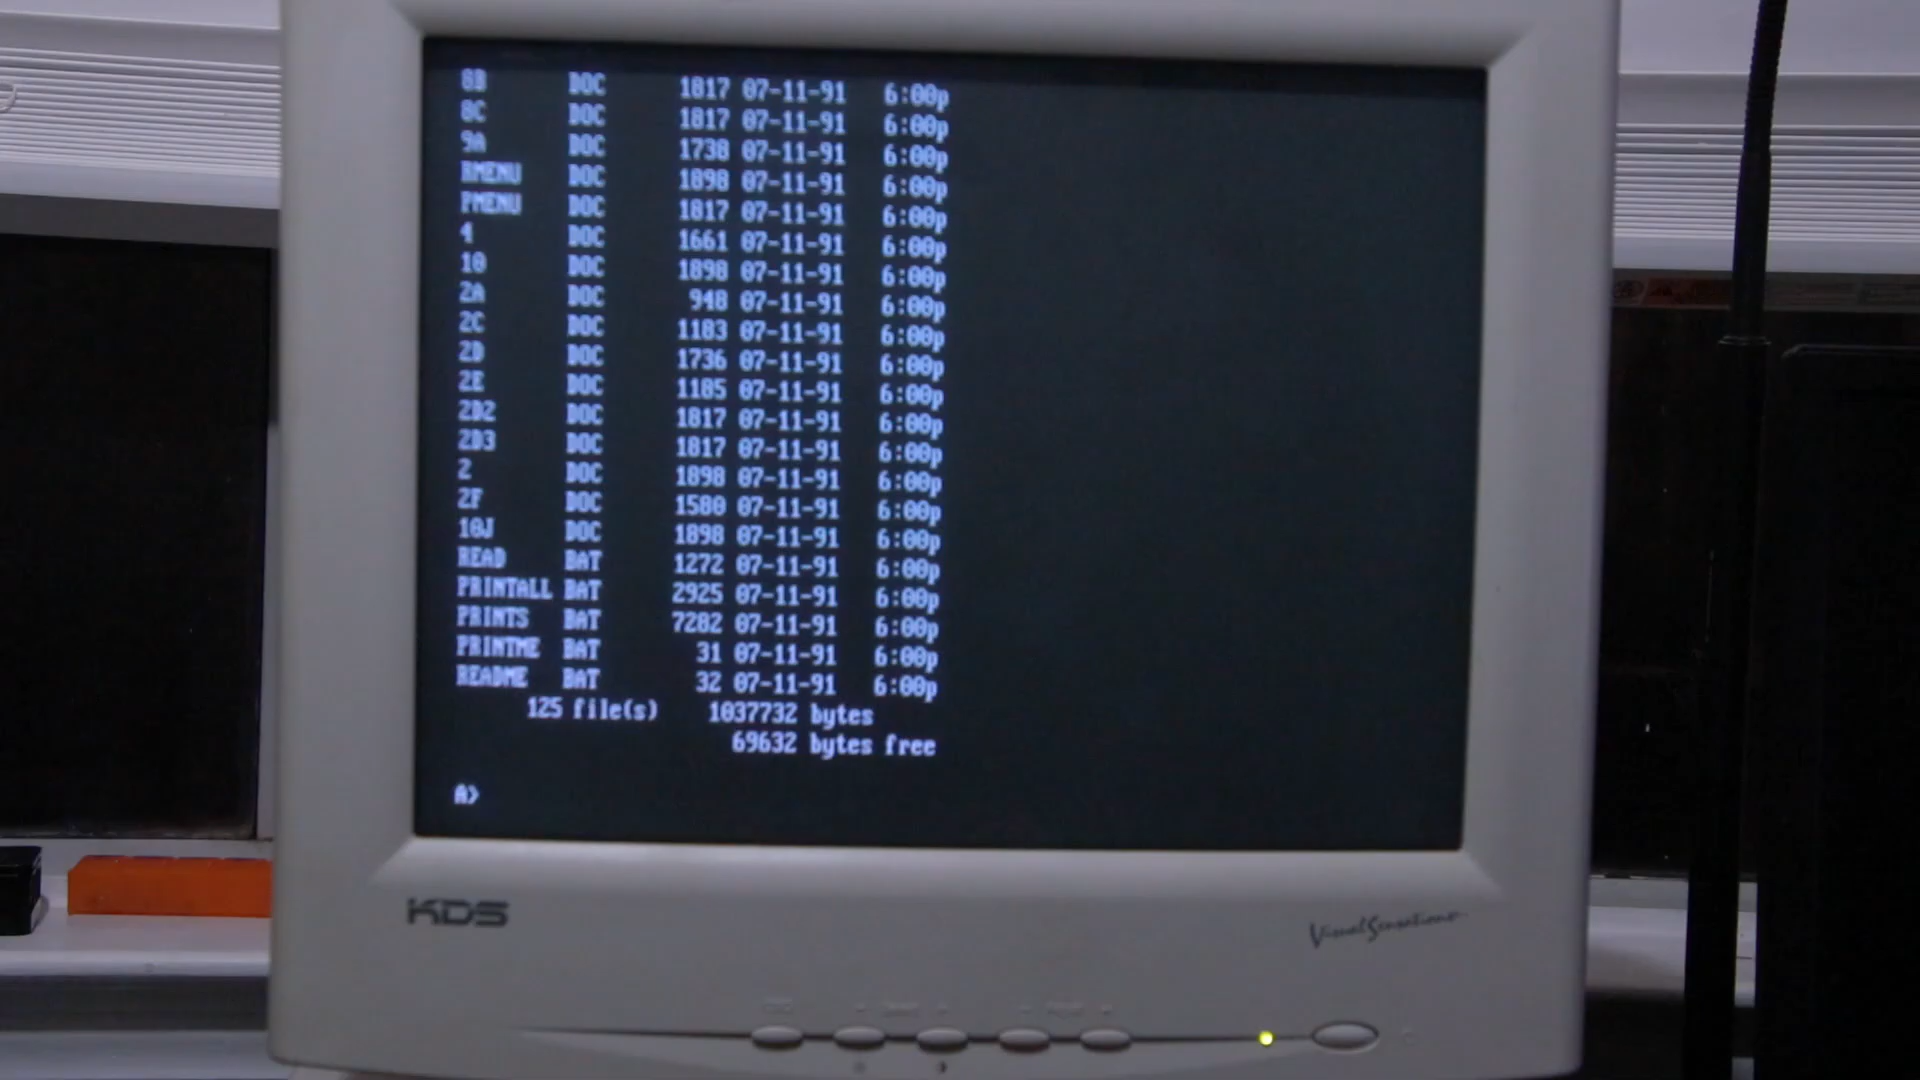 8B DOC 1817 07-11-91 6:00p
8C DOC 1817 07-11-91 6:00p
9A DOC 1738 07-11-91 6:00p
RMENU DOC 1898 07-11-91 6:00p
PMENU DOC 1817 07-11-91 6:00p
4 DOC 1661 07-11-91 6:00p
10 DOC 1898 07-11-91 6:00p
2A DOC 948 07-11-91 6:00p
2C DOC 1183 07-11-91 6:00p
2D DOC 1736 07-11-91 6:00p
2E DOC 1185 07-11-91 6:00p
2D2 DOC 1817 07-11-91 6:00p
2D3 DOC 1817 07-11-91 6:00p
2 DOC 1898 07-11-91 6:00p
2F DOC 1580 07-11-91 6:00p
10J DOC 1898 07-11-91 6:00p
READ BAT 1272 07-11-91 6:00p
PRINTALL BAT 2925 07-11-91 6:00p
PRINTS BAT 7282 07-11-91 6:00p
PRINTME BAT 31 07-11-91 6:00p
README BAT 32 07-11-91 6:00p
125 file(s) 1037732 bytes
69632 bytes free
A>
KDS
Visual Sensations